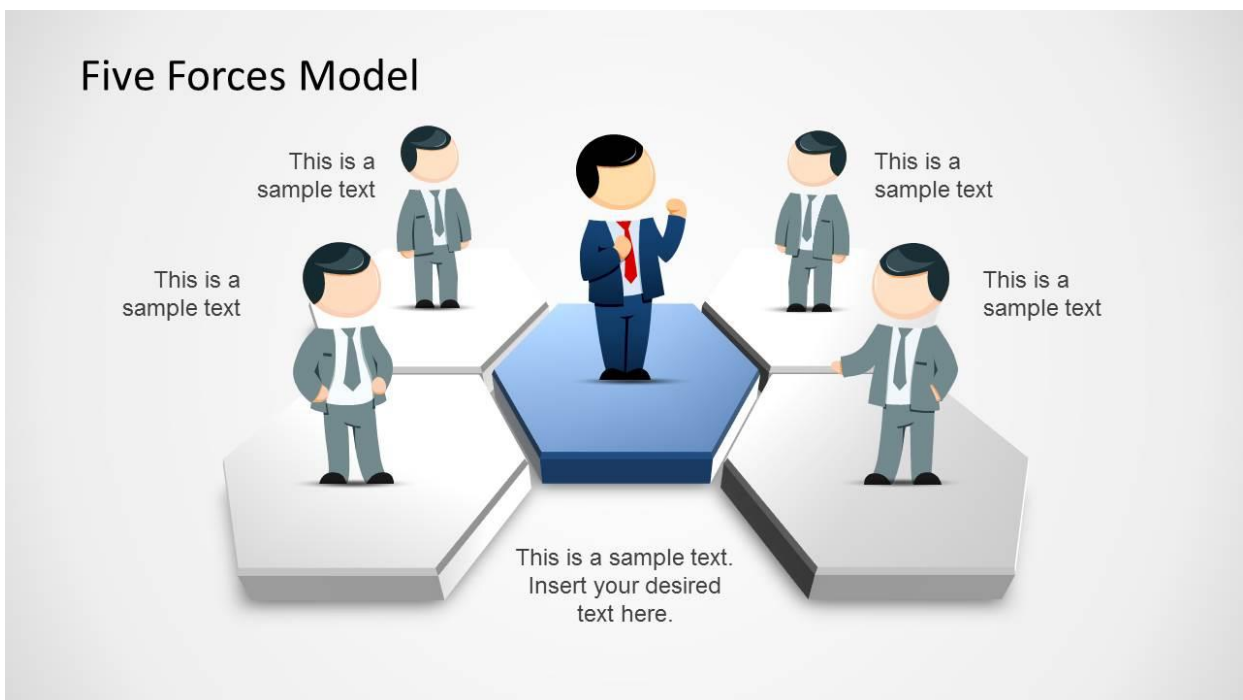 Five Forces Model
This is a
sample text
This is a
sample text
This is a
sample text
This is a
sample text
This is a sample text.
Insert your desired
text here.